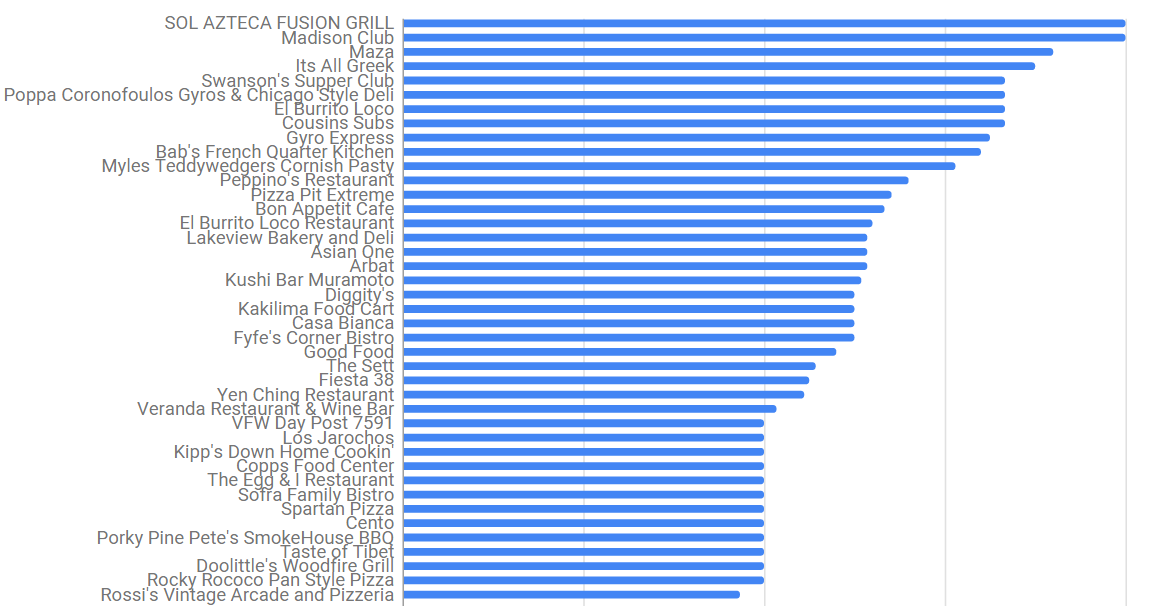 SOL AZTECA FUSION GRILL
Madison Club
Maza
Its All Greek
Swanson's Supper Club
Poppa Coronofoulos Gyros & Chicago Style Deli
El Burrito Loco
Cousins Subs
Gyro Express
Bab's French Quarter Kitchen
Myles Teddywedgers Cornish Pasty
Peppino's Restaurant
Pizza Pit Extreme
Bon Appetit Cafe
El Burrito Loco Restaurant
Lakeview Bakery and Deli
Asian One
Arbat
Kushi Bar Muramoto
Diggity's
Kakilima Food Cart
Casa Bianca
Fyfe's Corner Bistro
Good Food
The Sett
Fiesta 38
Yen Ching Restaurant
Veranda Restaurant & Wine Bar
VFW Day Post 7591
Los Jarochos
Kipp's Down Home Cookin'
Copps Food Center
The Egg & I Restaurant
Sofra Family Bistro
Spartan Pizza
Cento
Porky Pine Pete's SmokeHouse BBQ
Taste of Tibet
Doolittle's Woodfire Grill
Rocky Rococo Pan Style Pizza
Rossi's Vintage Arcade and Pizzeria